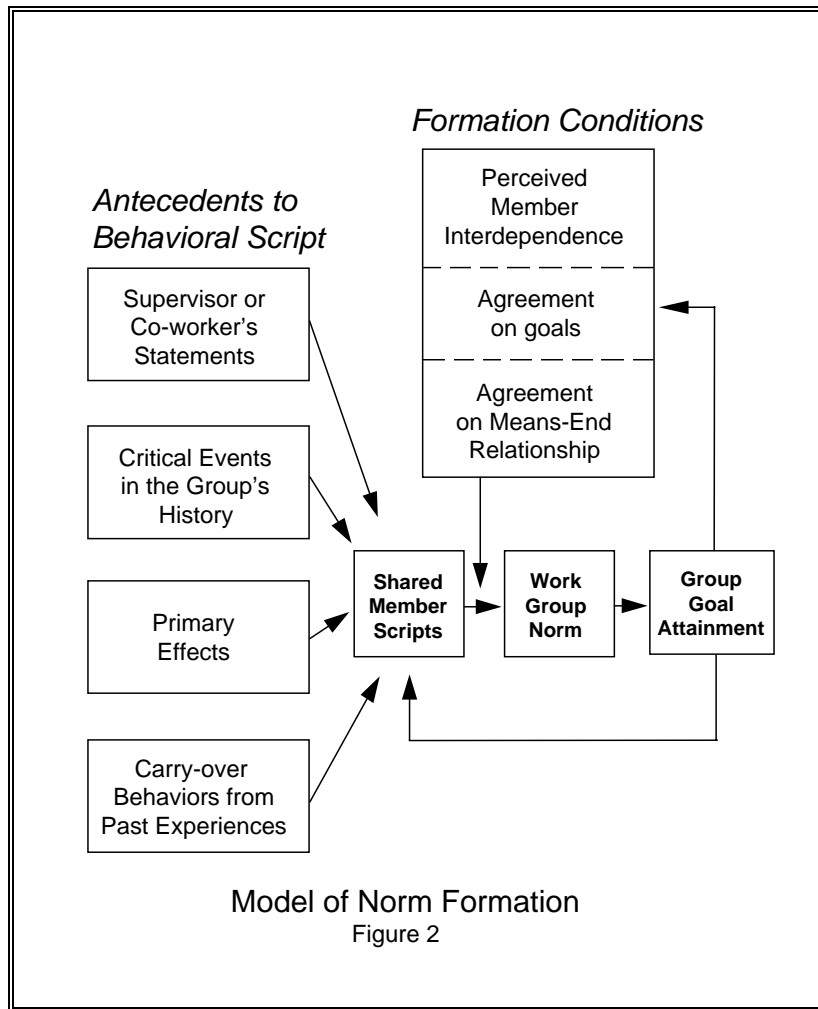 Formation Conditions
Perceived
Member
Interdependence
Agreement
on goals
Agreement
on Means-End
Relationship
Antecedents to
Behavioral Script
Supervisor or
Co-worker's
Statements
Critical Events
in the Group's
History
Primary
Effects
Carry-over
Behaviors from
Past Experiences
Shared
Member
Scripts
Work
Group
Norm
Group
Goal
Attainment
Model of Norm Formation
Figure 2